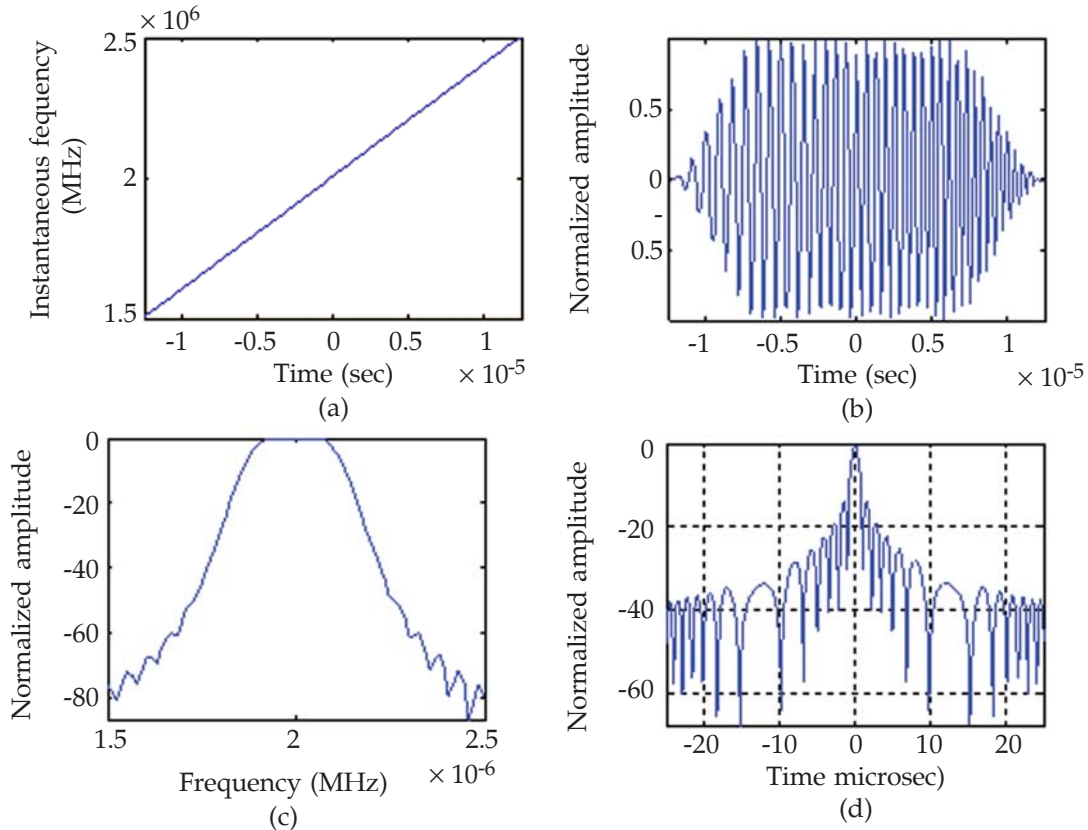 × 10⁶
Instantaneous fequency
(MHz)
2.5
2
1.5
-1 -0.5 0 0.5 1
Time (sec) × 10⁻⁵
(a)
Normalized amplitude
0.5
0
-
0.5
-1 -0.5 0 0.5 1
Time (sec) × 10⁻⁵
(b)
Normalized amplitude
0
-20
-40
-60
-80
1.5 2 2.5
Frequency (MHz) × 10⁻⁶
(c)
Normalized amplitude
0
-20
-40
-60
-20 -10 0 10 20
Time microsec)
(d)